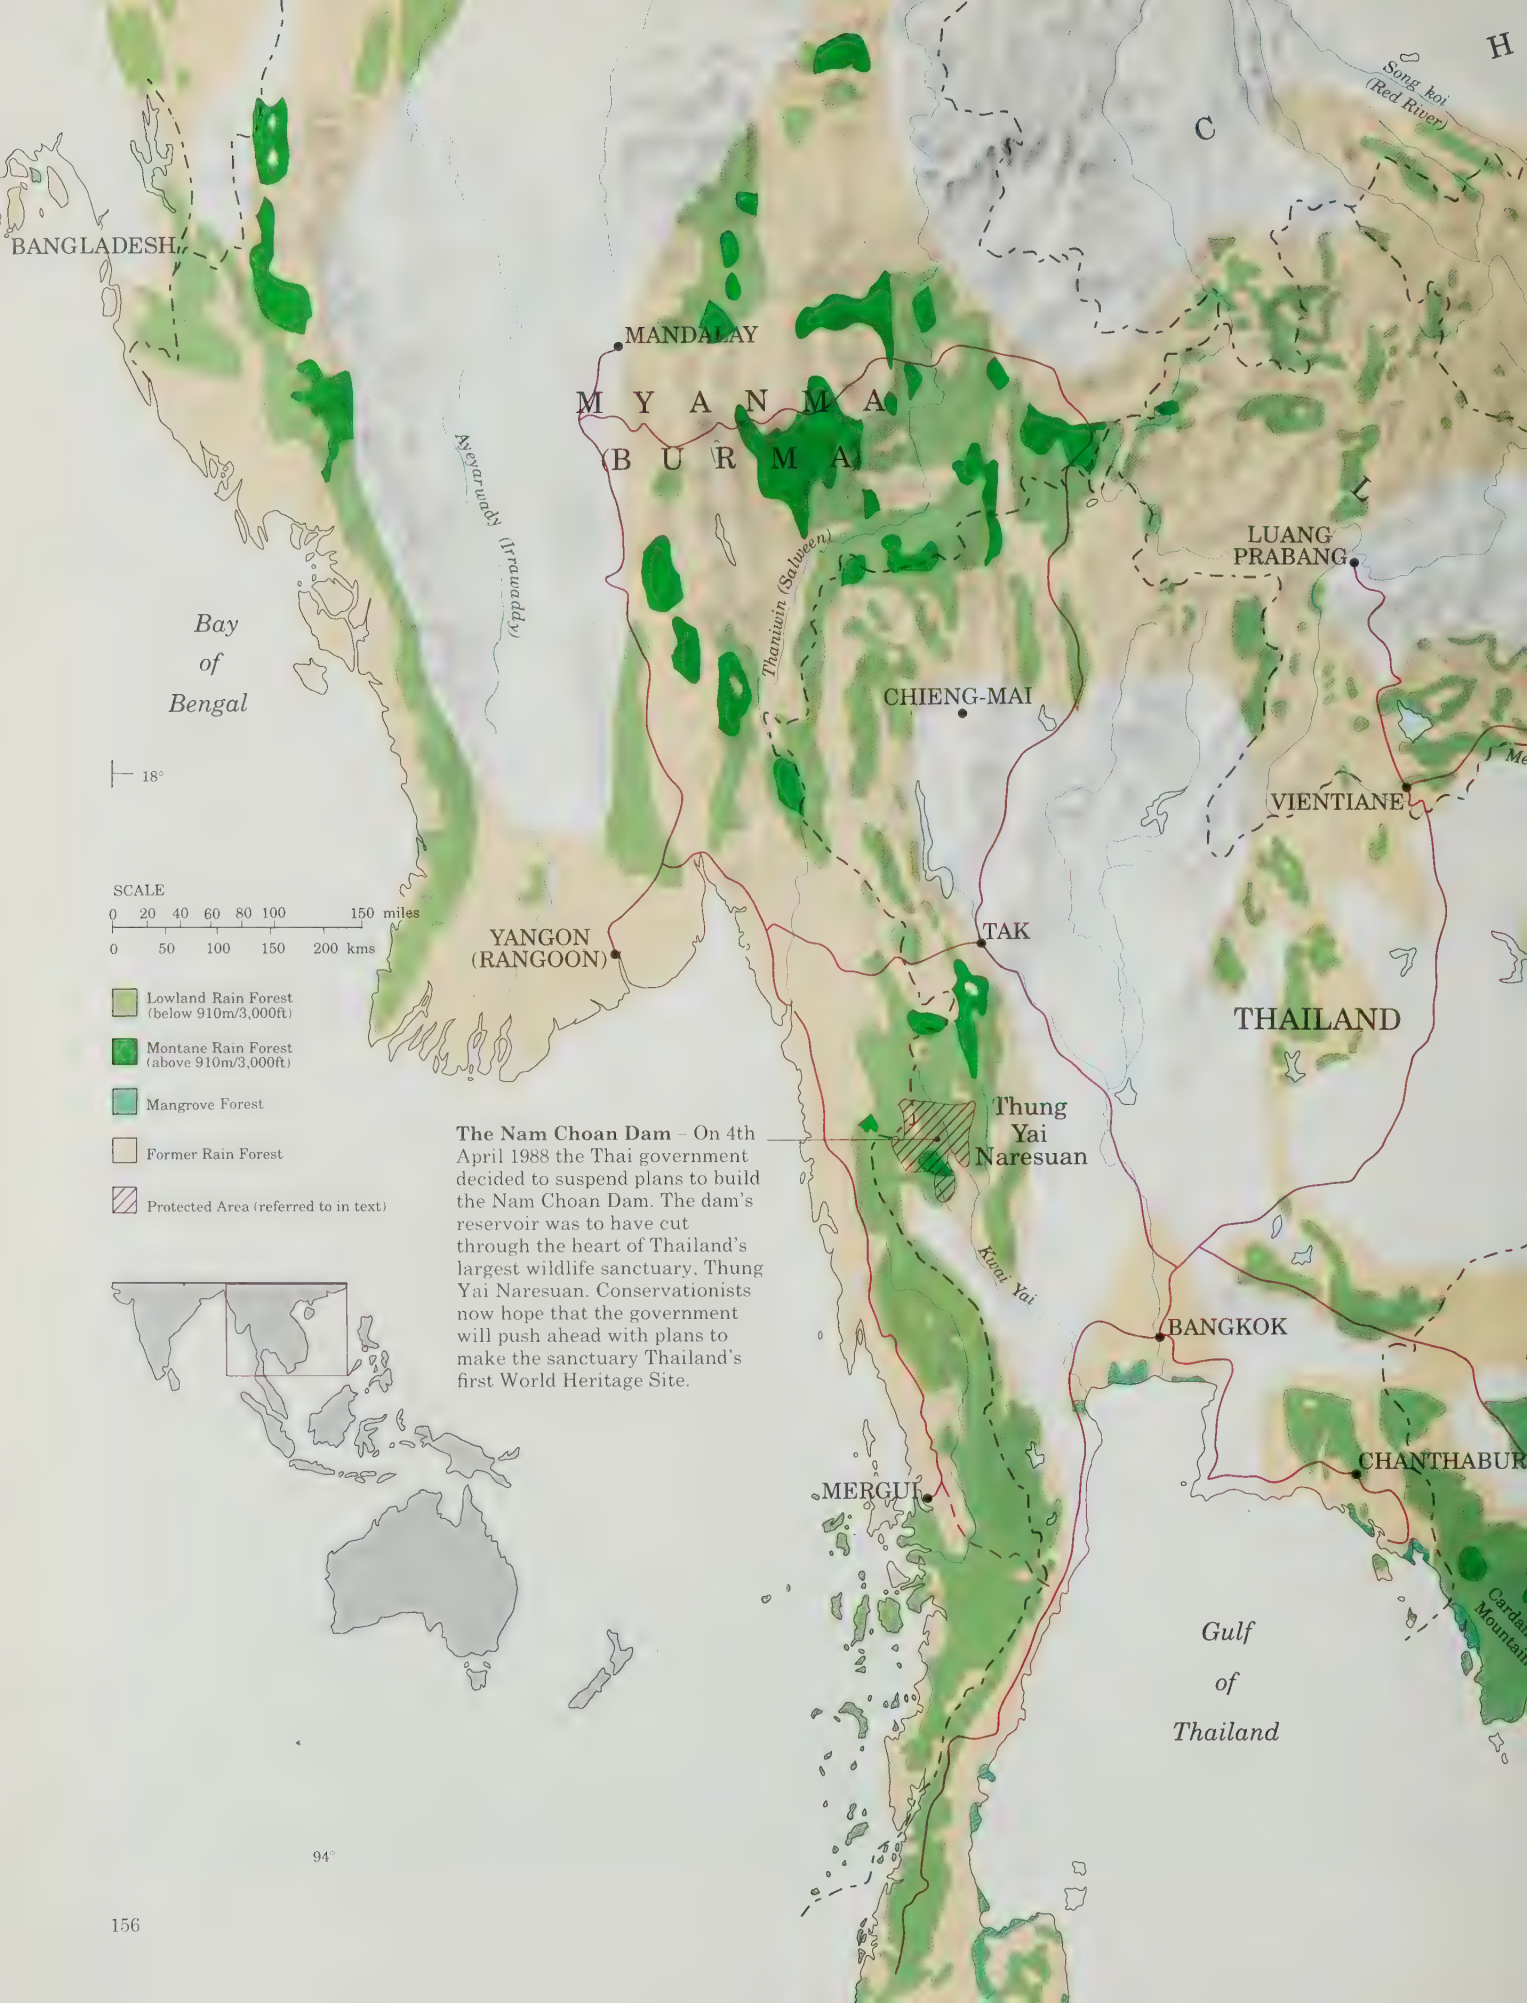 H
Song koi
(Red River)
C
BANGLADESH
MANDALAY
MYANMA
(BURMA)
Ayeyarwady (Irrawaddy)
Thaniwin (Salween)
L
LUANG
PRABANG
Bay
of
Bengal
CHIENG-MAI
18°
VIENTIANE
SCALE
0 20 40 60 80 100 150 miles
0 50 100 150 200 kms
YANGON
(RANGOON)
TAK
Lowland Rain Forest
(below 910m/3,000ft)
THAILAND
Montane Rain Forest
(above 910m/3,000ft)
Mangrove Forest
Former Rain Forest
Protected Area (referred to in text)
Thung
Yai
Naresuan
The Nam Choan Dam – On 4th
April 1988 the Thai government
decided to suspend plans to build
the Nam Choan Dam. The dam's
reservoir was to have cut
through the heart of Thailand's
largest wildlife sanctuary, Thung
Yai Naresuan. Conservationists
now hope that the government
will push ahead with plans to
make the sanctuary Thailand's
first World Heritage Site.
Kwai Yai
BANGKOK
CHANTHABUR
MERGUI
Mountain
Gulf
of
Thailand
94°
156